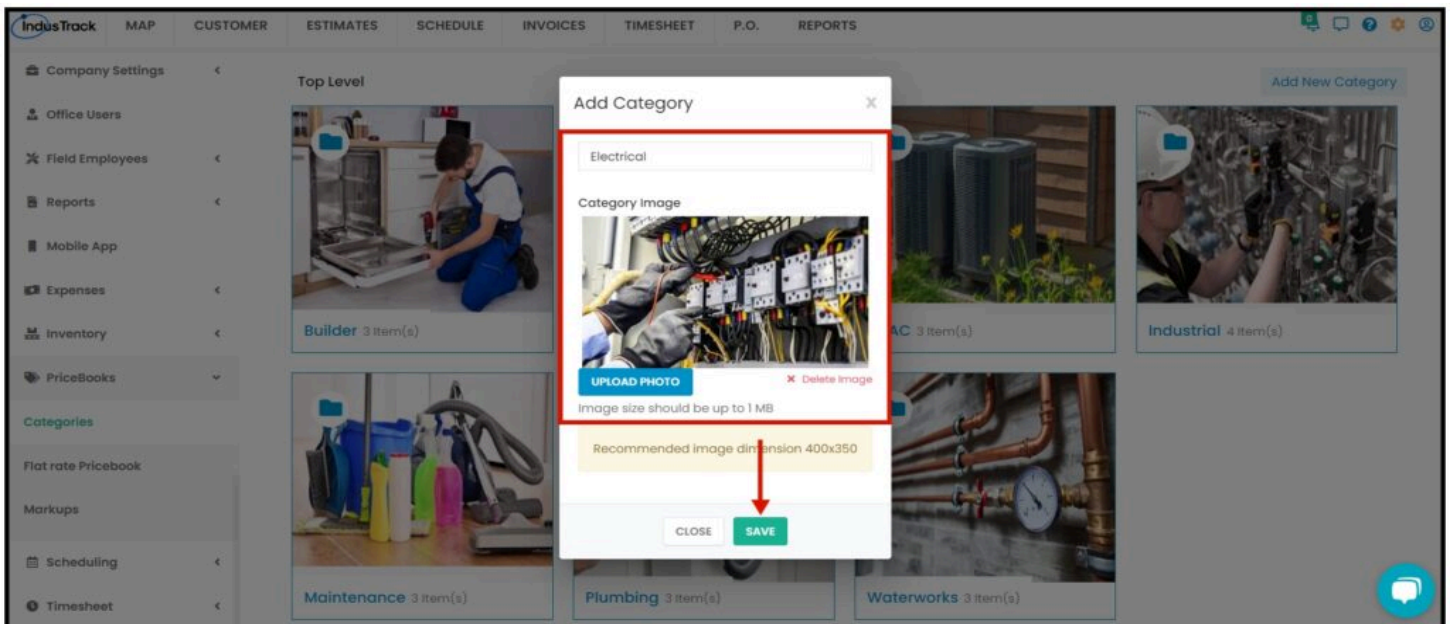 IndusTrack MAP CUSTOMER ESTIMATES SCHEDULE INVOICES TIMESHEET P.O. REPORTS 0
Company Settings
Office Users
Field Employees
Reports
Mobile App
Expenses
Inventory
PriceBooks
Categories
Flat rate Pricebook
Markups
Scheduling
Timesheet
Top Level
Add New Category
Builder 3 Item(s)
AC 3 Item(s)
Industrial 4 Item(s)
Maintenance 3 Item(s)
Plumbing 3 Item(s)
Waterworks 3 Item(s)
Add Category X
Electrical
Category Image
UPLOAD PHOTO
Delete Image
Image size should be up to 1 MB
Recommended image dimension 400x350
CLOSE SAVE